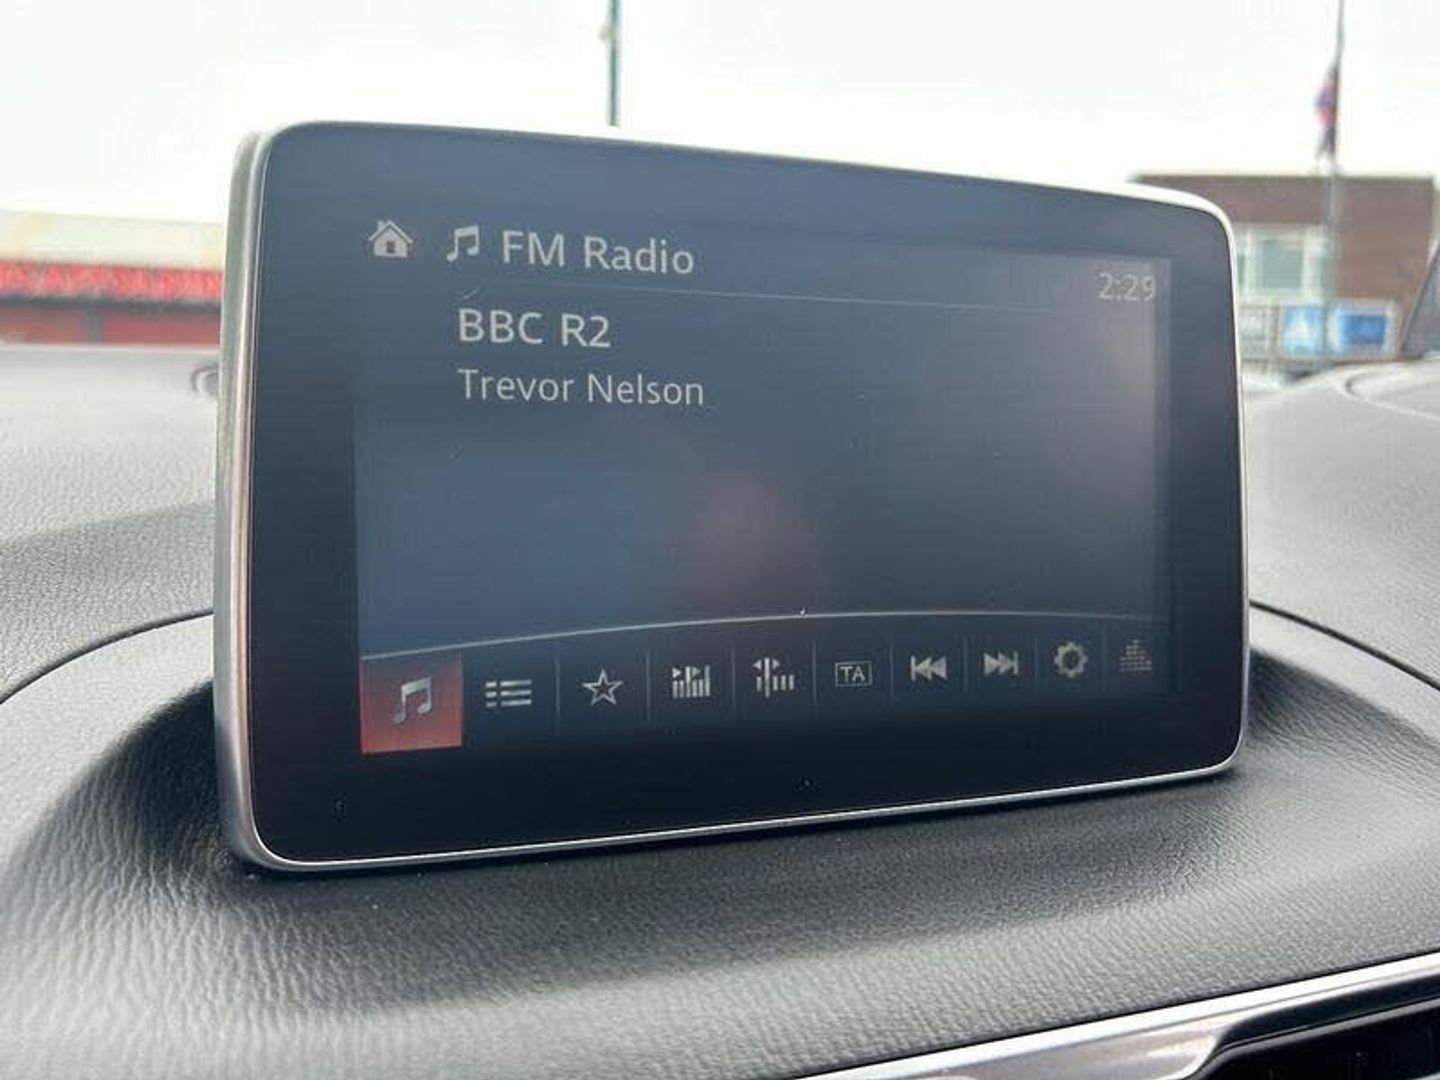 FM Radio
2:29
BBC R2
Trevor Nelson
TA